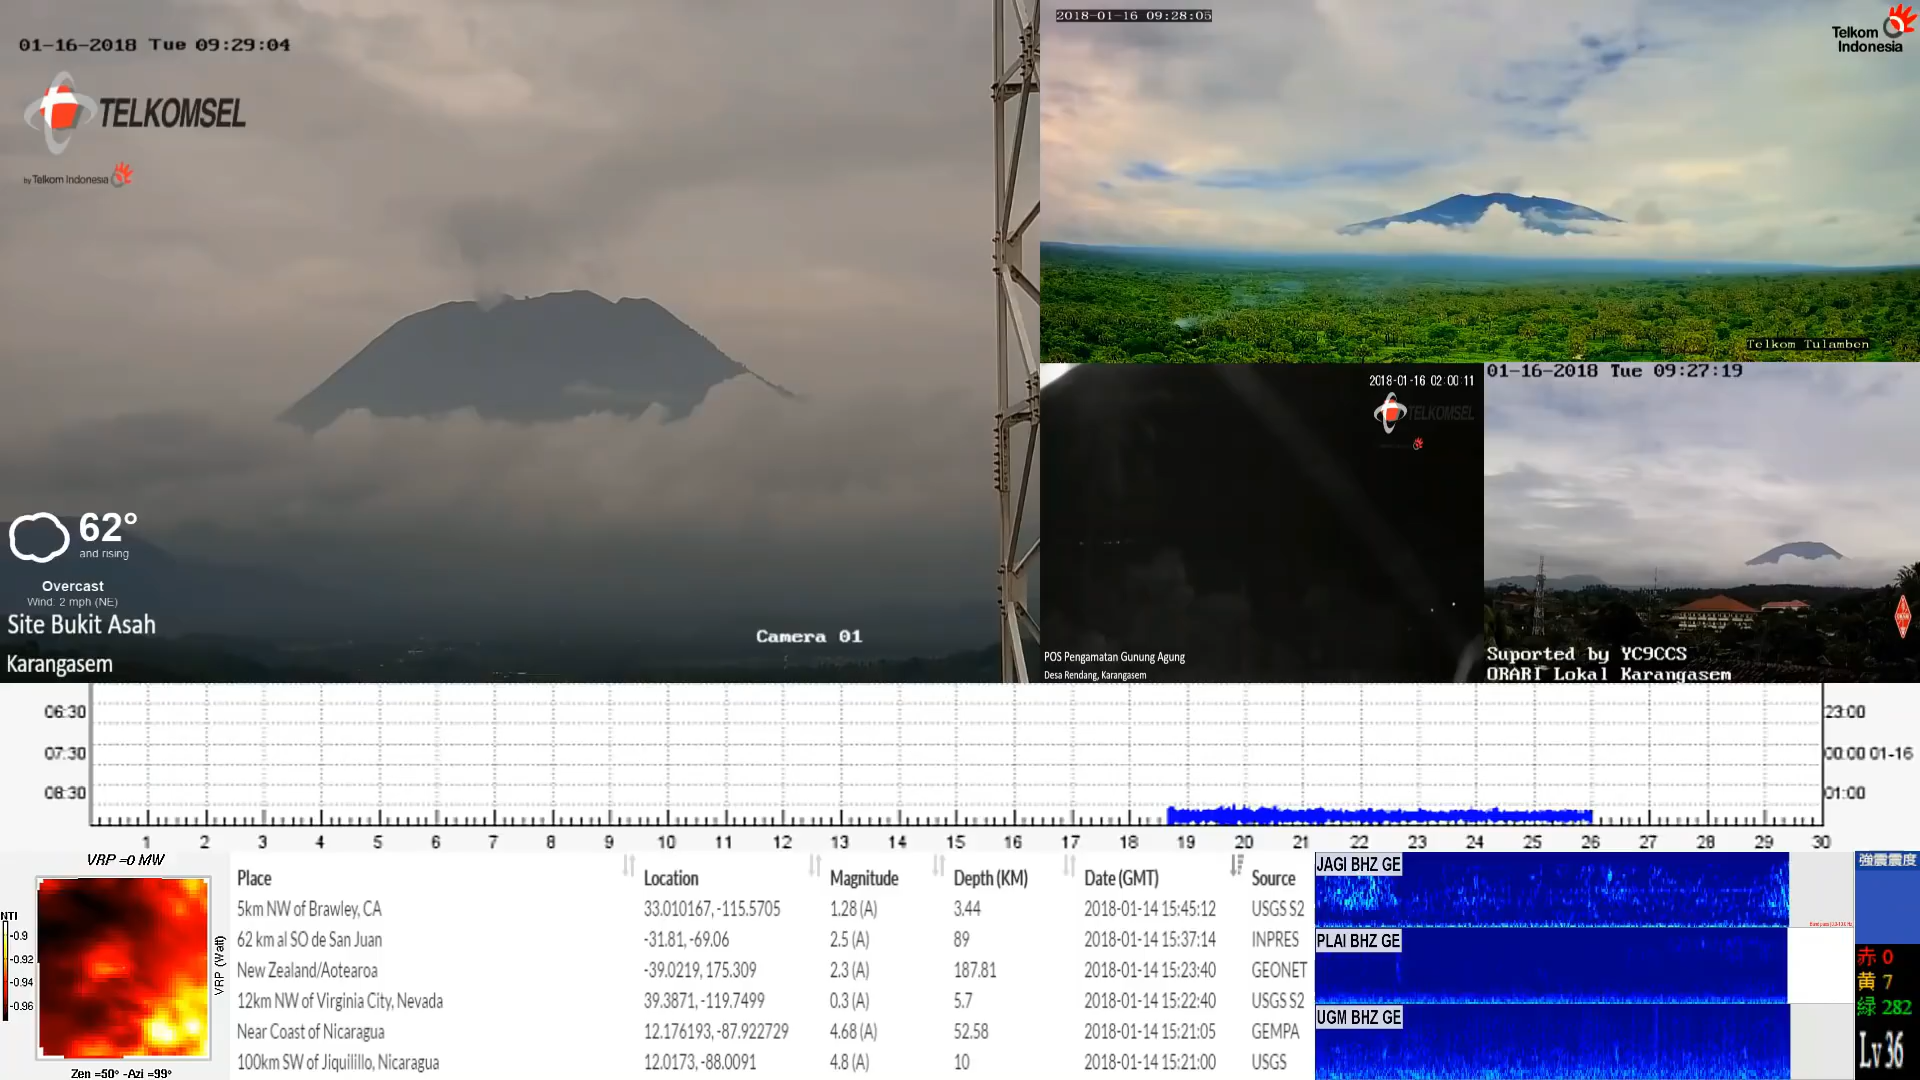 01-16-2018 Tue 09:29:04
TELKOMSEL
by Telkom Indonesia
62°
and rising
Overcast
Wind: 2 mph (NE)
Site Bukit Asah
Karangasem
Camera 01
2018-01-16 09:28:05
Telkom
Indonesia
Telkom Tulamben
2018-01-16 02:00:11
TELKOMSEL
POS Pengamatan Gunung Agung
Desa Rendang, Karangasem
01-16-2018 Tue 09:27:19
Suported by YC9CCS
ORARI Lokal Karangasem
06:30 23:00
07:30 00:00 01-16
08:30 01:00
1 2 3 4 5 6 7 8 9 10 11 12 13 14 15 16 17 18 19 20 21 22 23 24 25 26 27 28 29 30
VRP =0 MW
NTI
-0.9
-0.92
-0.94
-0.96
VRP (Watt)
Zen =50° -Azi =99°
Place Location Magnitude Depth (KM) Date (GMT) Source
5km NW of Brawley, CA 33.010167, -115.5705 1.28 (A) 3.44 2018-01-14 15:45:12 USGS S2
62 km al SO de San Juan -31.81, -69.06 2.5 (A) 89 2018-01-14 15:37:14 INPRES
New Zealand/Aotearoa -39.0219, 175.309 2.3 (A) 187.81 2018-01-14 15:23:40 GEONET
12km NW of Virginia City, Nevada 39.3871, -119.7499 0.3 (A) 5.7 2018-01-14 15:22:40 USGS S2
Near Coast of Nicaragua 12.176193, -87.922729 4.68 (A) 52.58 2018-01-14 15:21:05 GEMPA
100km SW of Jiquilillo, Nicaragua 12.0173, -88.0091 4.8 (A) 10 2018-01-14 15:21:00 USGS
JAGI BHZ GE
PLAI BHZ GE
UGM BHZ GE
強震震度
赤 0
黄 7
緑 282
Lv 36